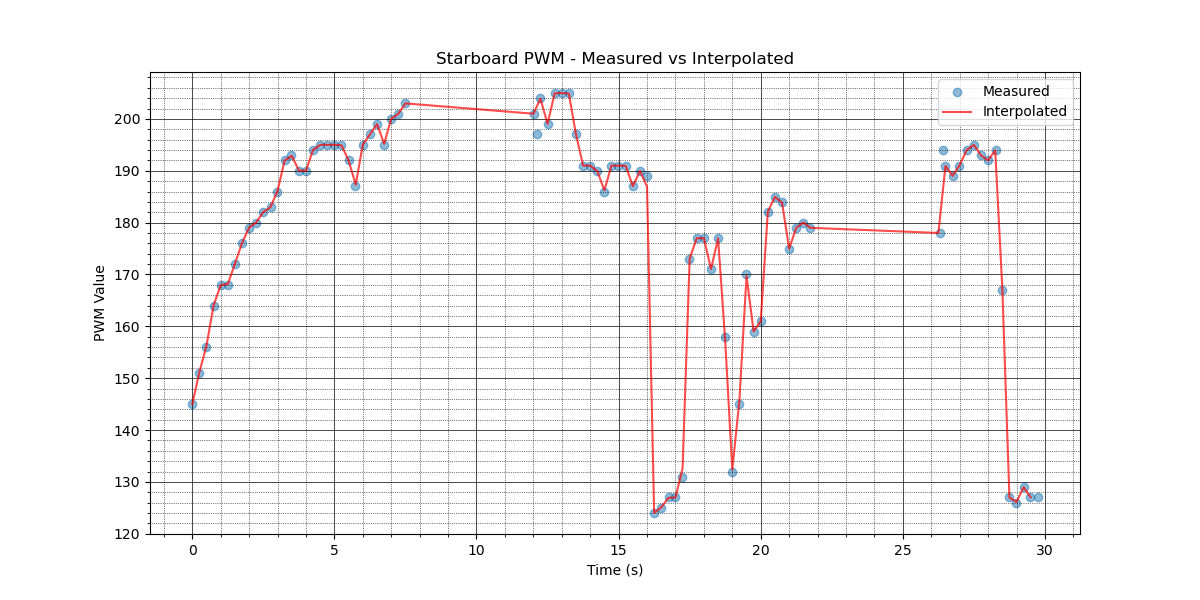 Starboard PWM - Measured vs Interpolated
Measured
Interpolated
PWM Value
200
190
180
170
160
150
140
130
120
0 5 10 15 20 25 30
Time (s)